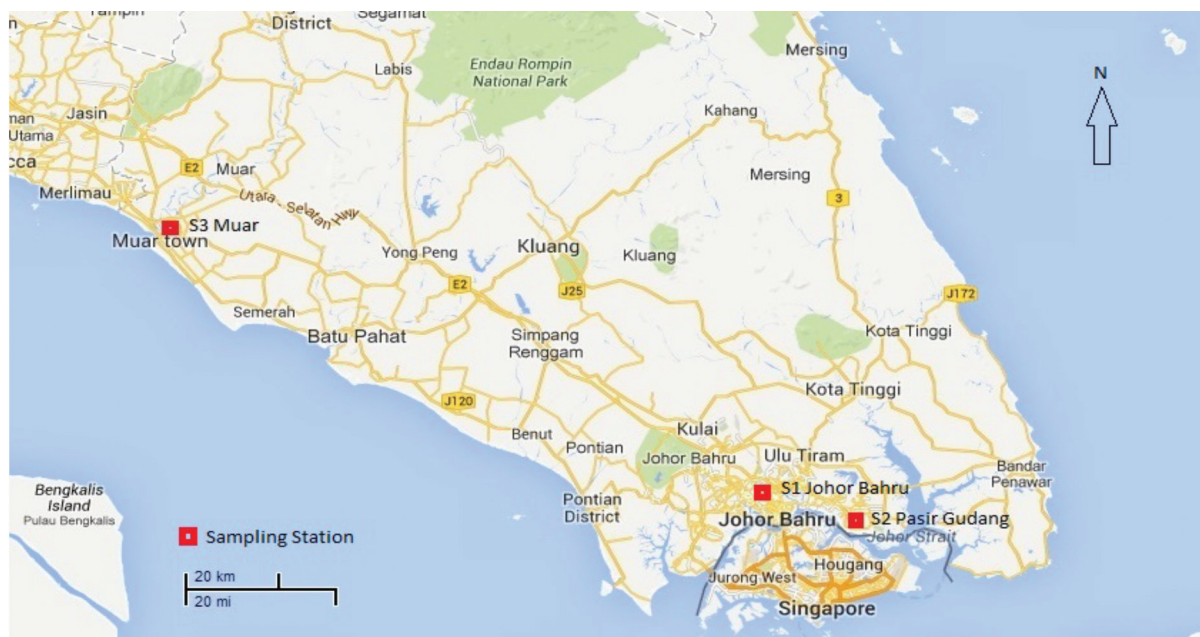 Tampin
District
Segamat
Labis
Endau Rompin
National Park
Mersing
N
Jasin
Utama
Kahang
E2
Muar
Mersing
Merlimau
Utara - Selatan Hwy
3
S3 Muar
Muar town
Yong Peng
Kluang
Kluang
E2
J25
J172
Semerah
Batu Pahat
Simpang
Renggam
Kota Tinggi
Kota Tinggi
J120
Benut
Pontian
Kulai
Johor Bahru
Ulu Tiram
Bandar
Penawar
Bengkalis
Island
Pulau Bengkalis
Pontian
District
S1 Johor Bahru
Johor Bahru
S2 Pasir Gudang
Johor Strait
Sampling Station
Hougang
Jurong West
Singapore
20 km
20 mi